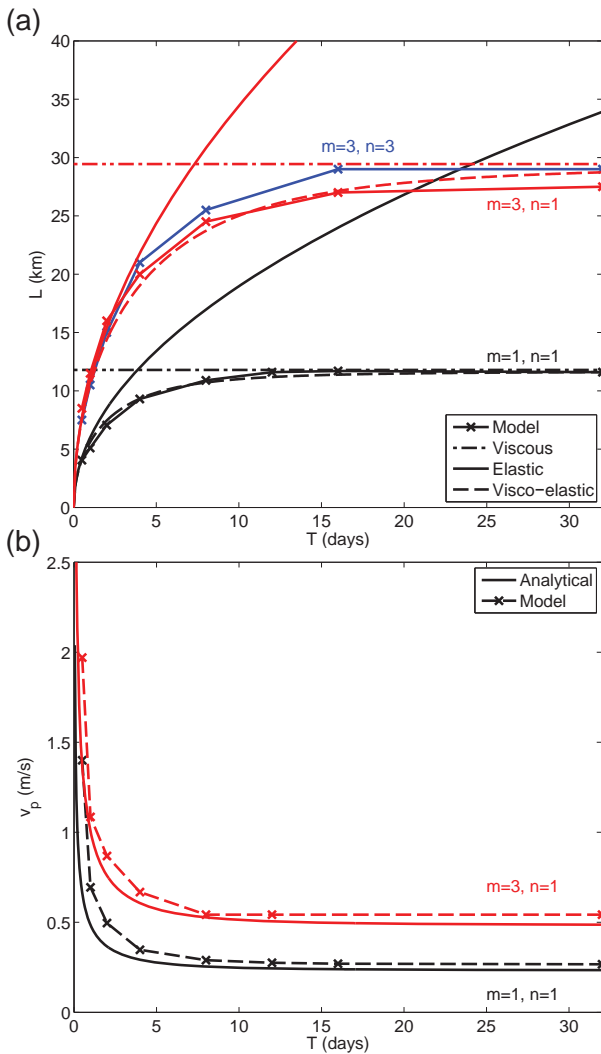 (a)
40
35
30
25
20
15
10
5
0
L (km)
m=3, n=3
m=3, n=1
m=1, n=1
Model
Viscous
Elastic
Visco-elastic
0 5 10 15 20 25 30
T (days)
(b)
2.5
2
1.5
1
0.5
0
v_p (m/s)
Analytical
Model
m=3, n=1
m=1, n=1
0 5 10 15 20 25 30
T (days)